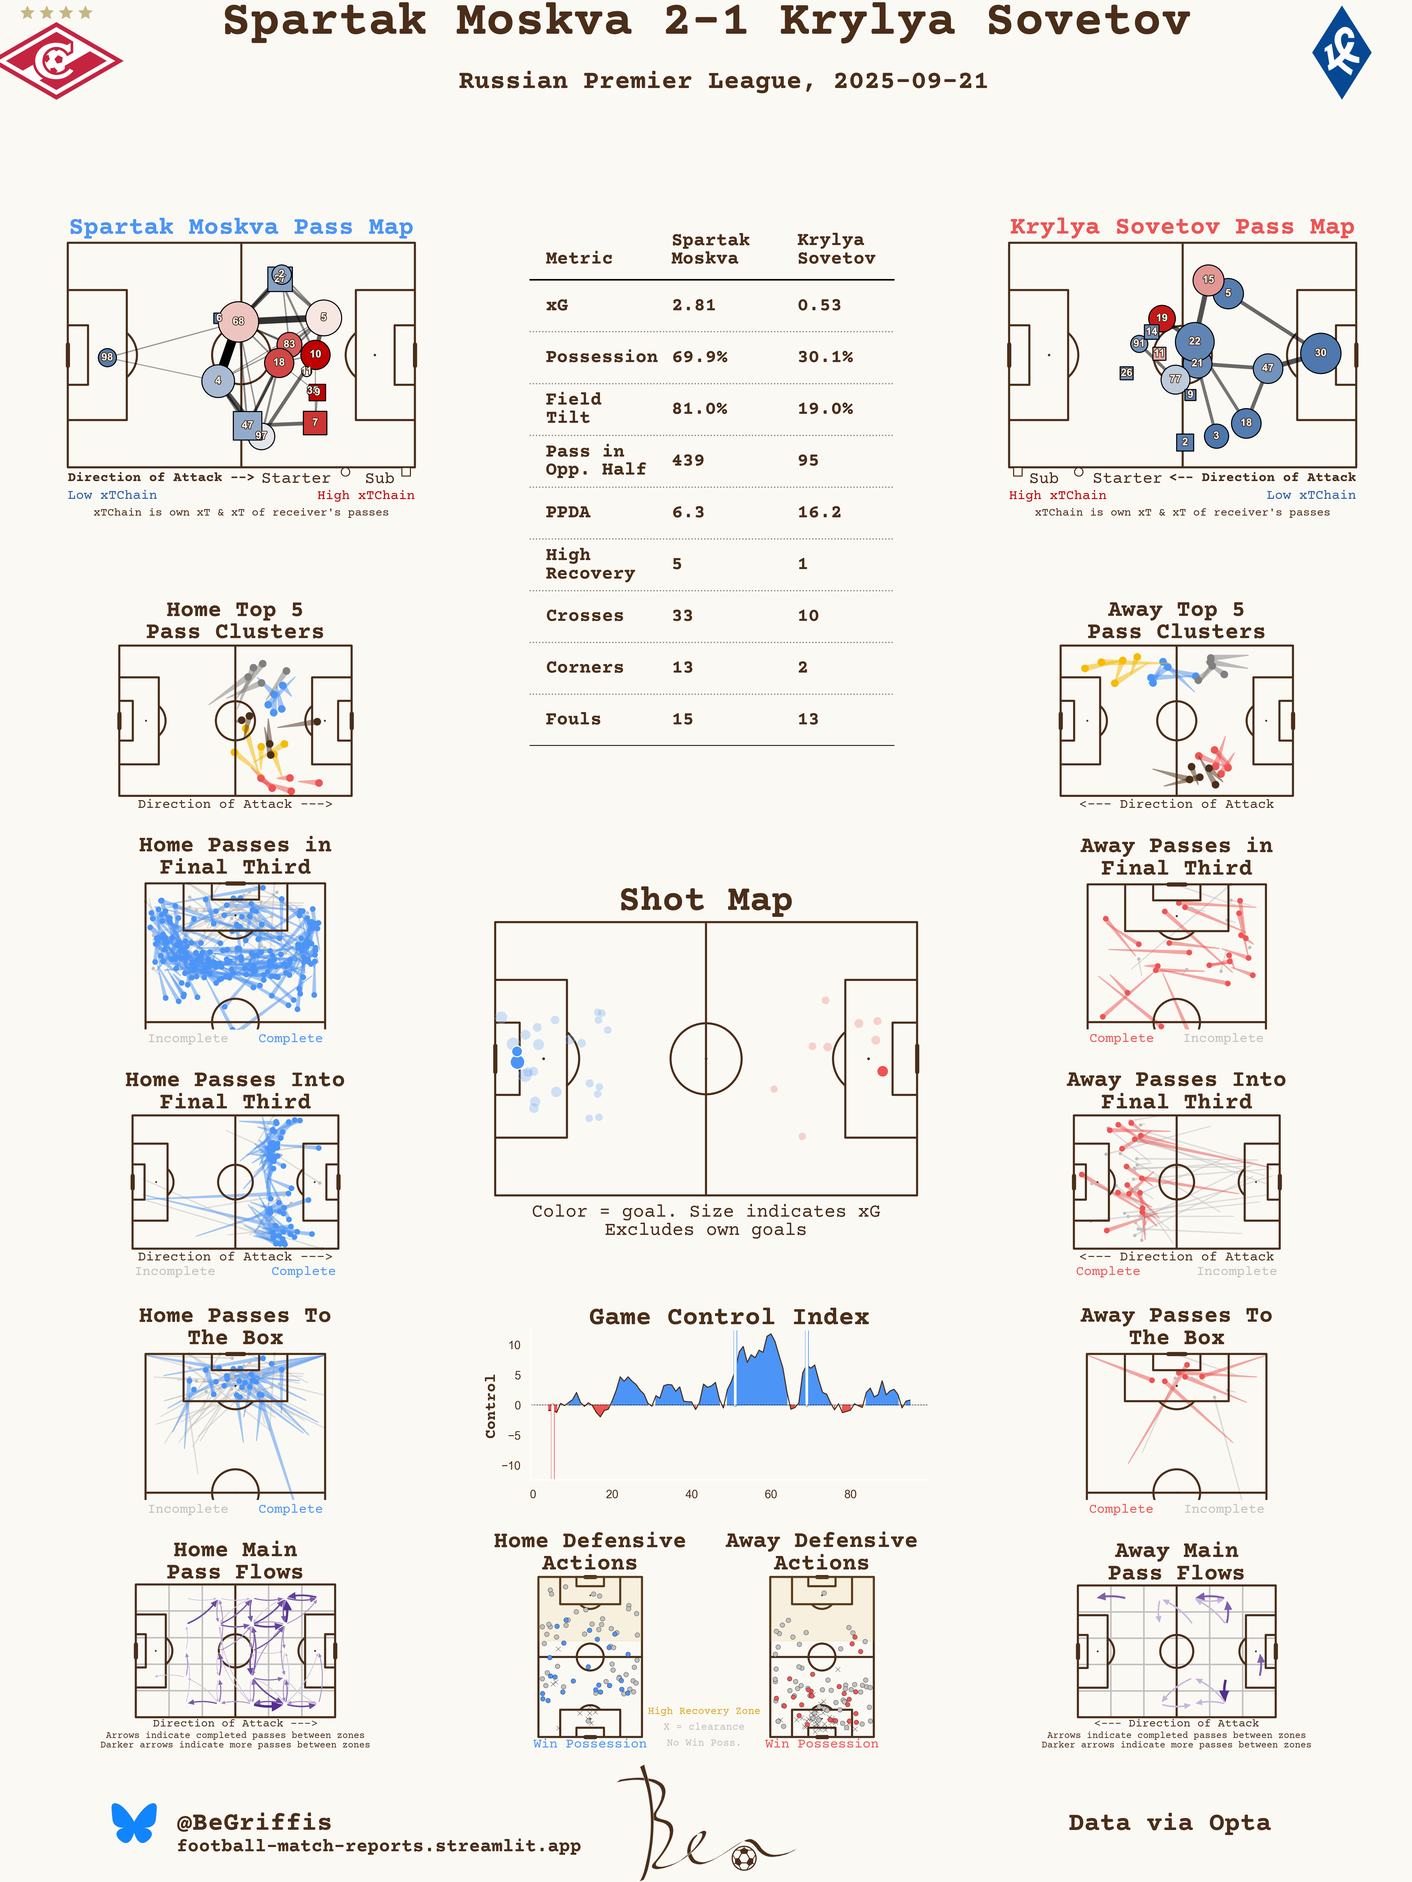 Spartak Moskva 2-1 Krylya Sovetov
Russian Premier League, 2025-09-21
Spartak Moskva Pass Map
2
6
68
5
83
98
10
18
11
4
9
7
47
97
Direction of Attack --> Starter Sub
Low xTChain High xTChain
xTChain is own xT & xT of receiver's passes
Metric Spartak Moskva Krylya Sovetov
xG 2.81 0.53
Possession 69.9% 30.1%
Field Tilt 81.0% 19.0%
Pass in Opp. Half 439 95
PPDA 6.3 16.2
High Recovery 5 1
Crosses 33 10
Corners 13 2
Fouls 15 13
Krylya Sovetov Pass Map
15
5
19
14
91
22
11
30
21
26
47
77
9
18
3
2
Sub Starter <-- Direction of Attack
High xTChain Low xTChain
xTChain is own xT & xT of receiver's passes
Home Top 5
Pass Clusters
Direction of Attack --->
Away Top 5
Pass Clusters
<--- Direction of Attack
Home Passes in
Final Third
Incomplete Complete
Shot Map
Color = goal. Size indicates xG
Excludes own goals
Away Passes in
Final Third
Complete Incomplete
Home Passes Into
Final Third
Direction of Attack --->
Incomplete Complete
Away Passes Into
Final Third
<--- Direction of Attack
Complete Incomplete
Home Passes To
The Box
Incomplete Complete
Game Control Index
Control
10
5
0
−5
−10
0 20 40 60 80
Away Passes To
The Box
Complete Incomplete
Home Main
Pass Flows
Direction of Attack --->
Arrows indicate completed passes between zones
Darker arrows indicate more passes between zones
Home Defensive
Actions
Win Possession
High Recovery Zone
X = clearance
No Win Poss.
Away Defensive
Actions
Win Possession
Away Main
Pass Flows
<--- Direction of Attack
Arrows indicate completed passes between zones
Darker arrows indicate more passes between zones
@BeGriffis
football-match-reports.streamlit.app
Ben
Data via Opta